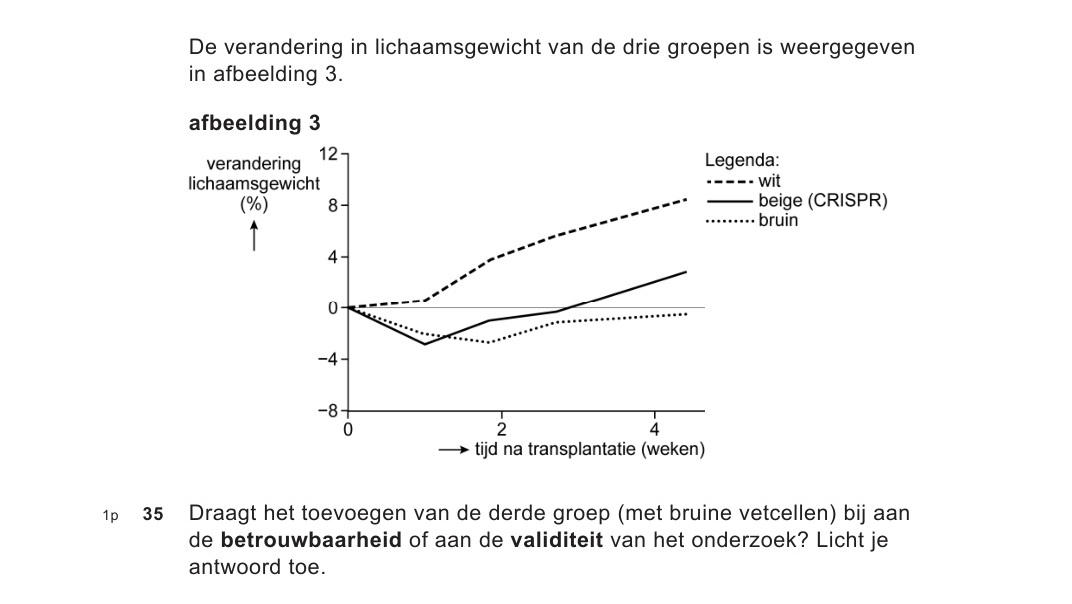 De verandering in lichaamsgewicht van de drie groepen is weergegeven
in afbeelding 3.
afbeelding 3
verandering
lichaamsgewicht
(%)
12
8
4
0
−4
−8
0
2
4
tijd na transplantatie (weken)
Legenda:
wit
beige (CRISPR)
bruin
1p 35 Draagt het toevoegen van de derde groep (met bruine vetcellen) bij aan
de betrouwbaarheid of aan de validiteit van het onderzoek? Licht je
antwoord toe.